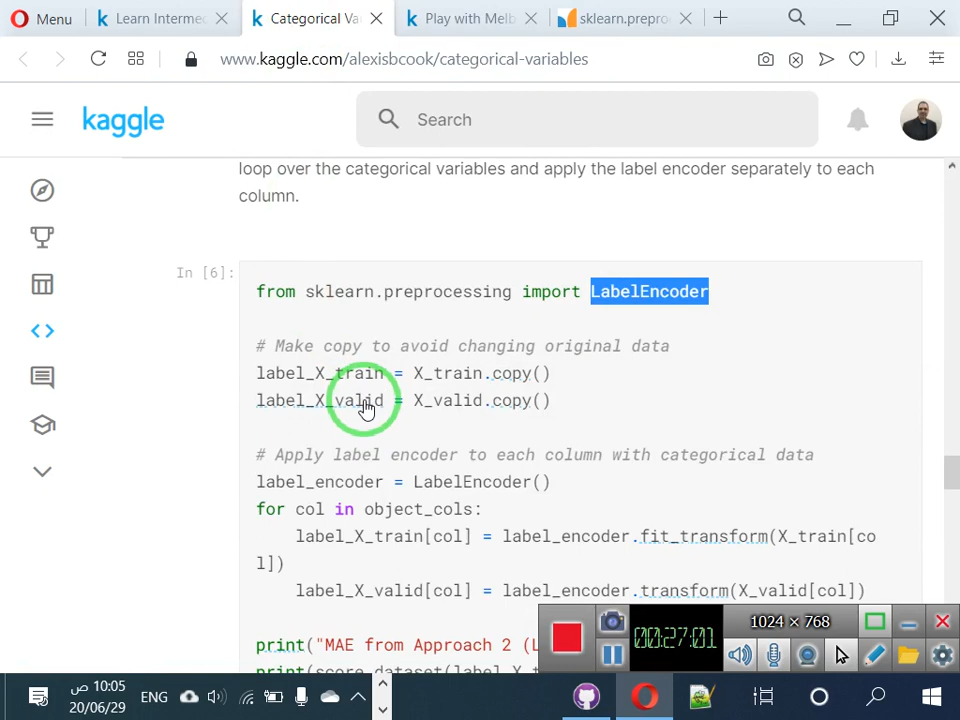 Menu
Learn Interme
Categorical Va
Play with Melb
sklearn.prepro
www.kaggle.com/alexisbcook/categorical-variables
kaggle
Search
loop over the categorical variables and apply the label encoder separately to each
column.
In [6]:
from sklearn.preprocessing import LabelEncoder
# Make copy to avoid changing original data
label_X_train = X_train.copy()
label_X_valid = X_valid.copy()
# Apply label encoder to each column with categorical data
label_encoder = LabelEncoder()
for col in object_cols:
label_X_train[col] = label_encoder.fit_transform(X_train[co
l])
label_X_valid[col] = label_encoder.transform(X_valid[col])
print("MAE from Approach 2 (L
print(score_dataset(label_X_t
00:27:01
1024 × 768
10:05 ص
20/06/29
ENG